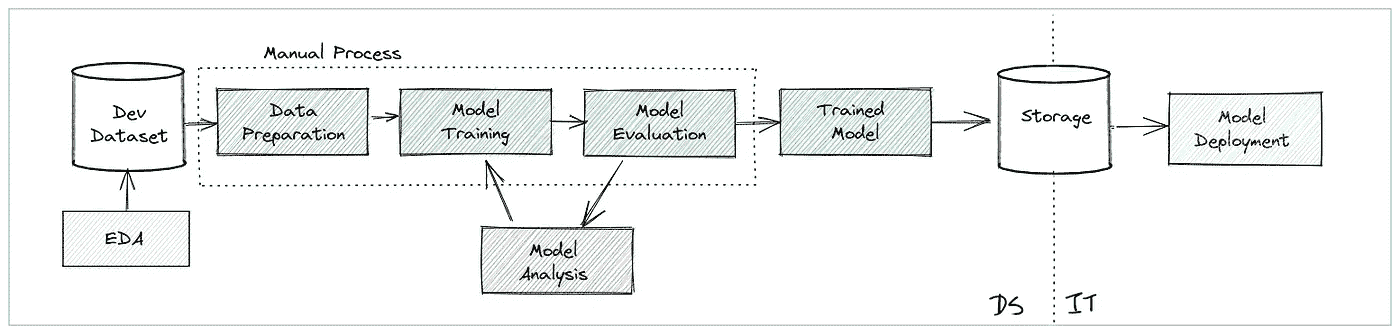 Manual Process
Dev
Dataset
Data
Preparation
Model
Training
Model
Evaluation
Trained
Model
Storage
Model
Deployment
EDA
Model
Analysis
DS
IT